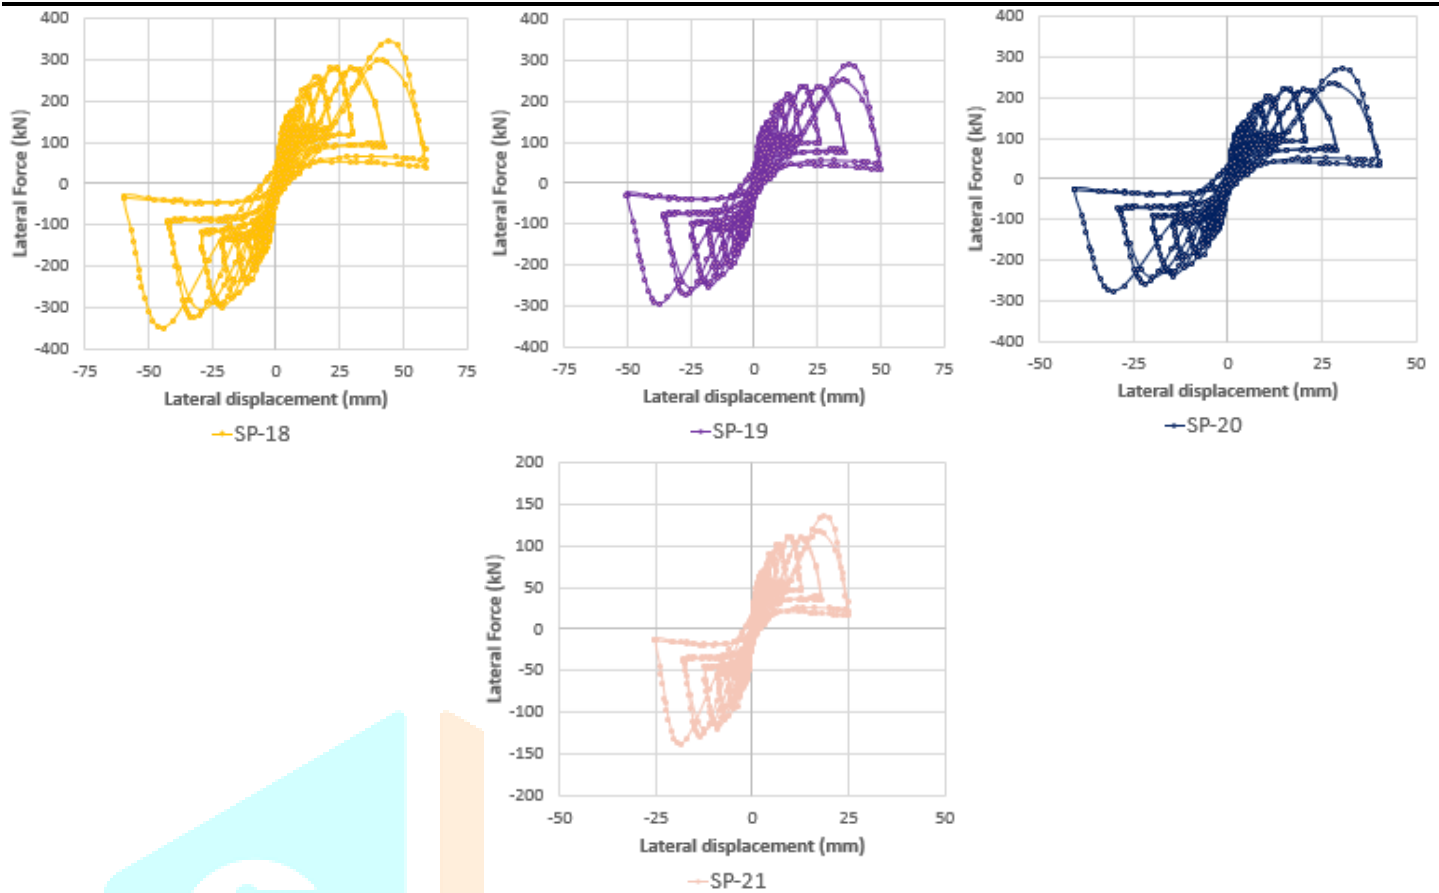 400
300
200
100
0
-100
-200
-300
-400
-75 -50 -25 0 25 50 75
Lateral Force (kN)
Lateral displacement (mm)
SP-18
400
300
200
100
0
-100
-200
-300
-400
-75 -50 -25 0 25 50 75
Lateral Force (kN)
Lateral displacement (mm)
SP-19
400
300
200
100
0
-100
-200
-300
-400
-50 -25 0 25 50
Lateral Force (kN)
Lateral displacement (mm)
SP-20
200
150
100
50
0
-50
-100
-150
-200
-50 -25 0 25 50
Lateral Force (kN)
Lateral displacement (mm)
SP-21